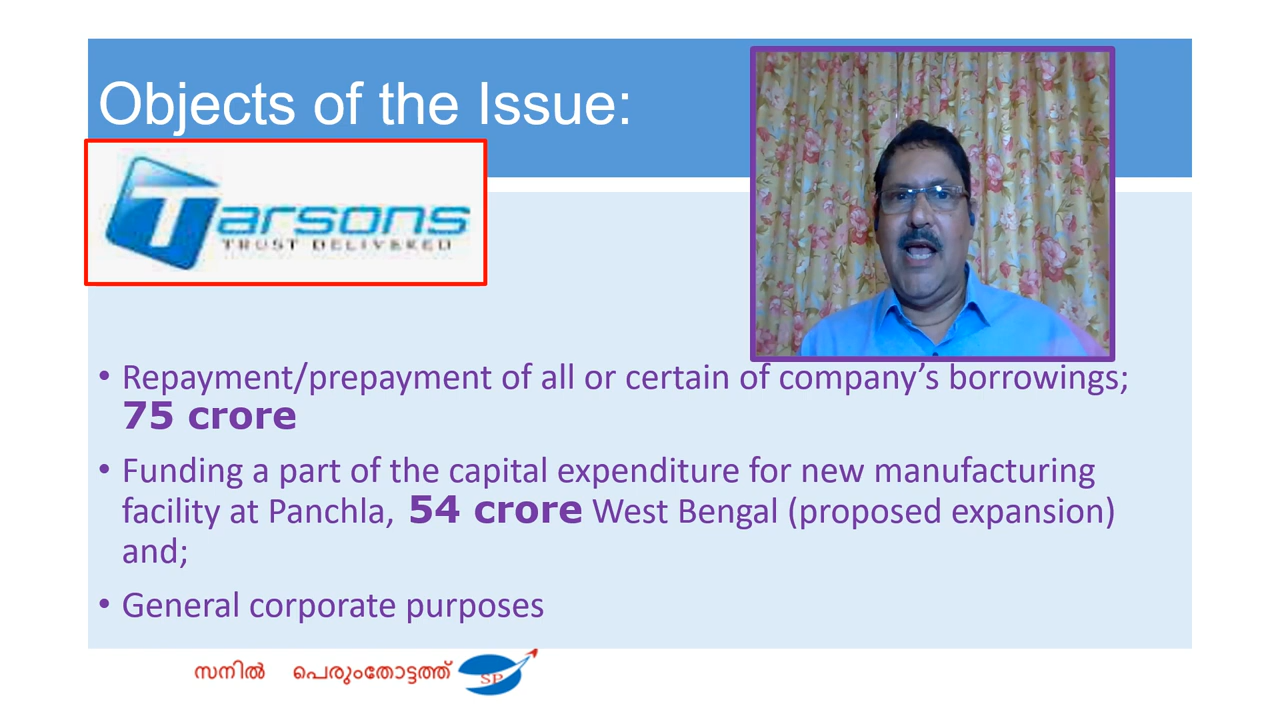 Objects of the Issue:
Tarsons
TRUST DELIVERED
• Repayment/prepayment of all or certain of company’s borrowings;
75 crore
• Funding a part of the capital expenditure for new manufacturing
facility at Panchla, 54 crore West Bengal (proposed expansion)
and;
• General corporate purposes
സനിൽ പെരുംതോട്ടത്ത് SP